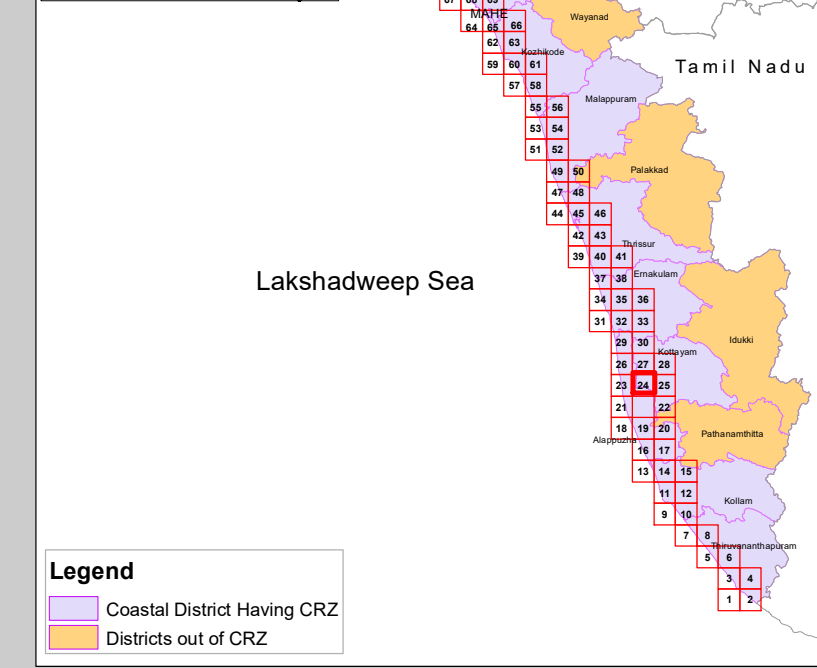 MAHE
Wayanad
64 65 66
62 63
Kozhikode
59 60 61
Tamil Nadu
57 58
Malappuram
55 56
53 54
51 52
49 50
Palakkad
47 48
44 45 46
42 43
Thrissur
39 40 41
Ernakulam
37 38
Lakshadweep Sea
34 35 36
31 32 33
29 30
Idukki
Kottayam
26 27 28
23 24 25
21 22
18 19 20
Pathanamthitta
Alappuzha
16 17
13 14 15
11 12
Kollam
9 10
7 8
Thiruvananthapuram
5 6
3 4
1 2
Legend
Coastal District Having CRZ
Districts out of CRZ